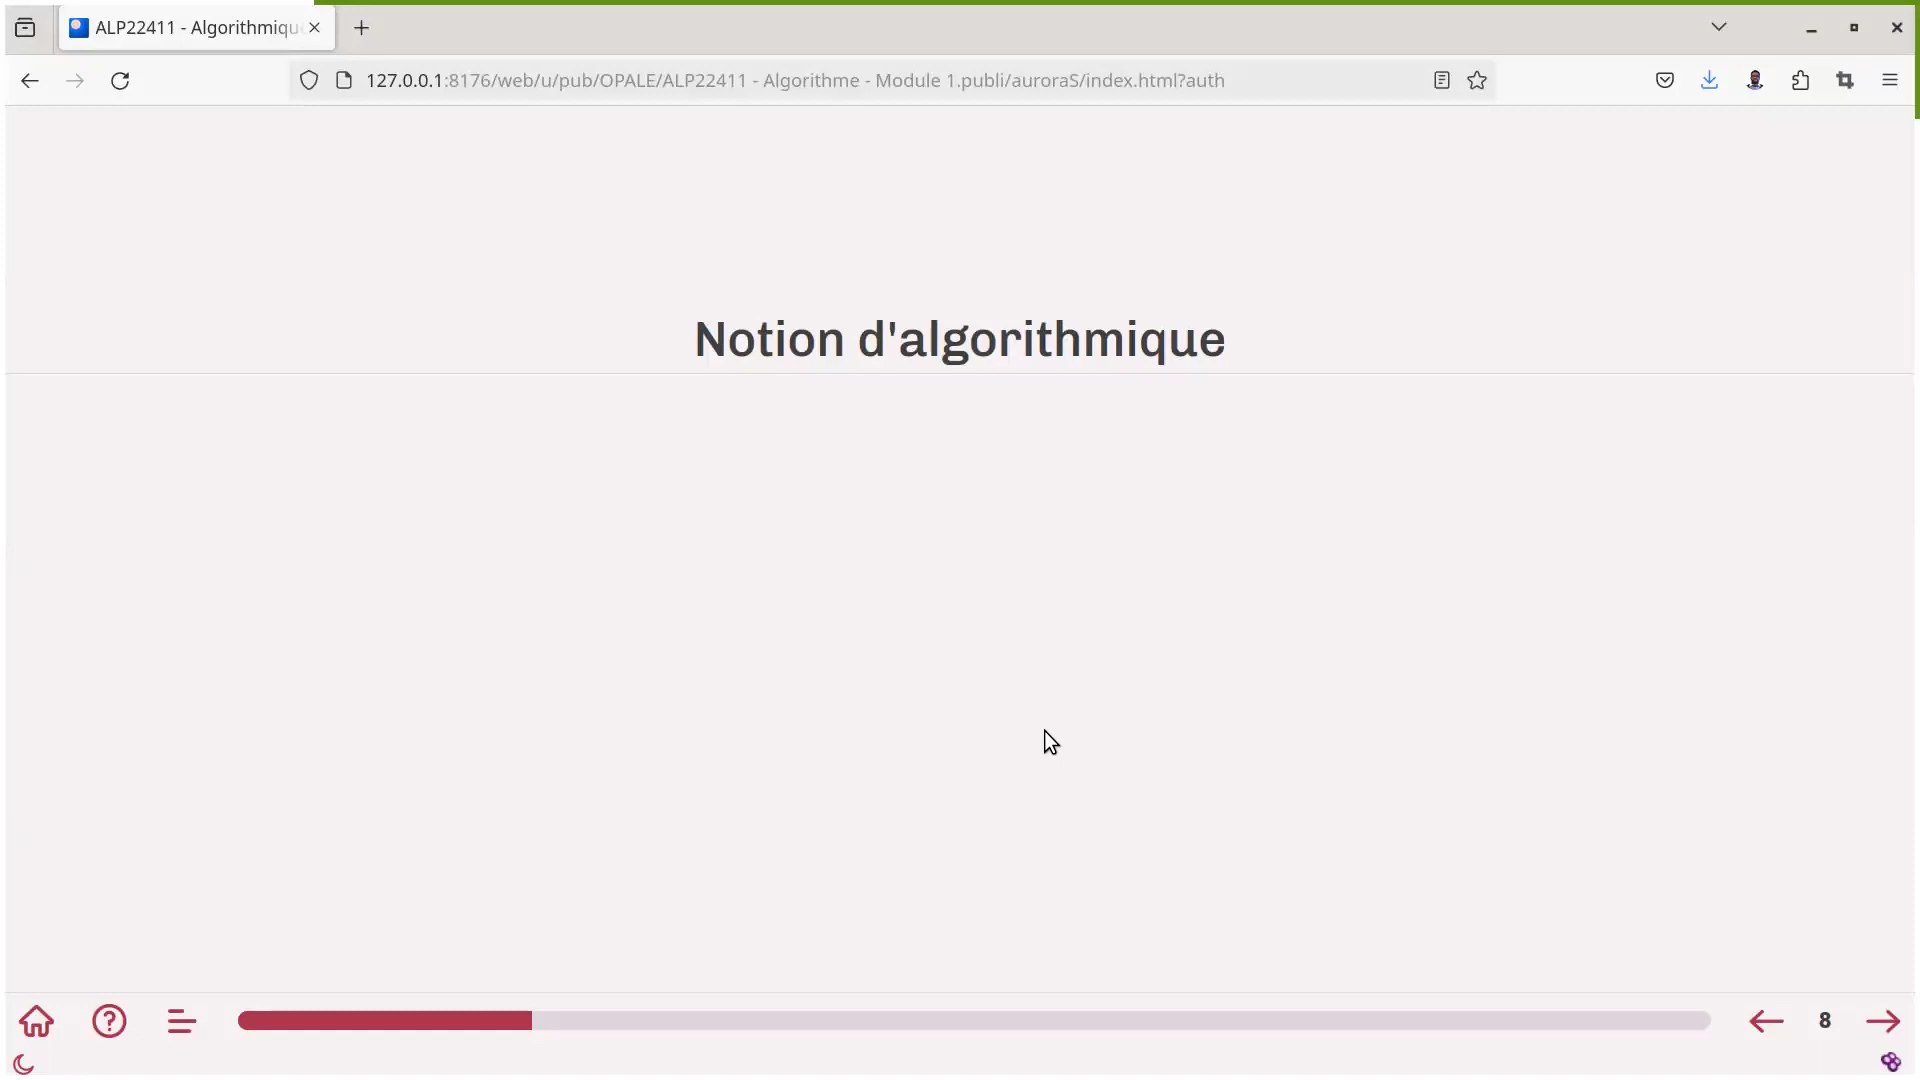 ALP22411 - Algorithmiqu
127.0.0.1:8176/web/u/pub/OPALE/ALP22411 - Algorithme - Module 1.publi/auroraS/index.html?auth
Notion d'algorithmique
8